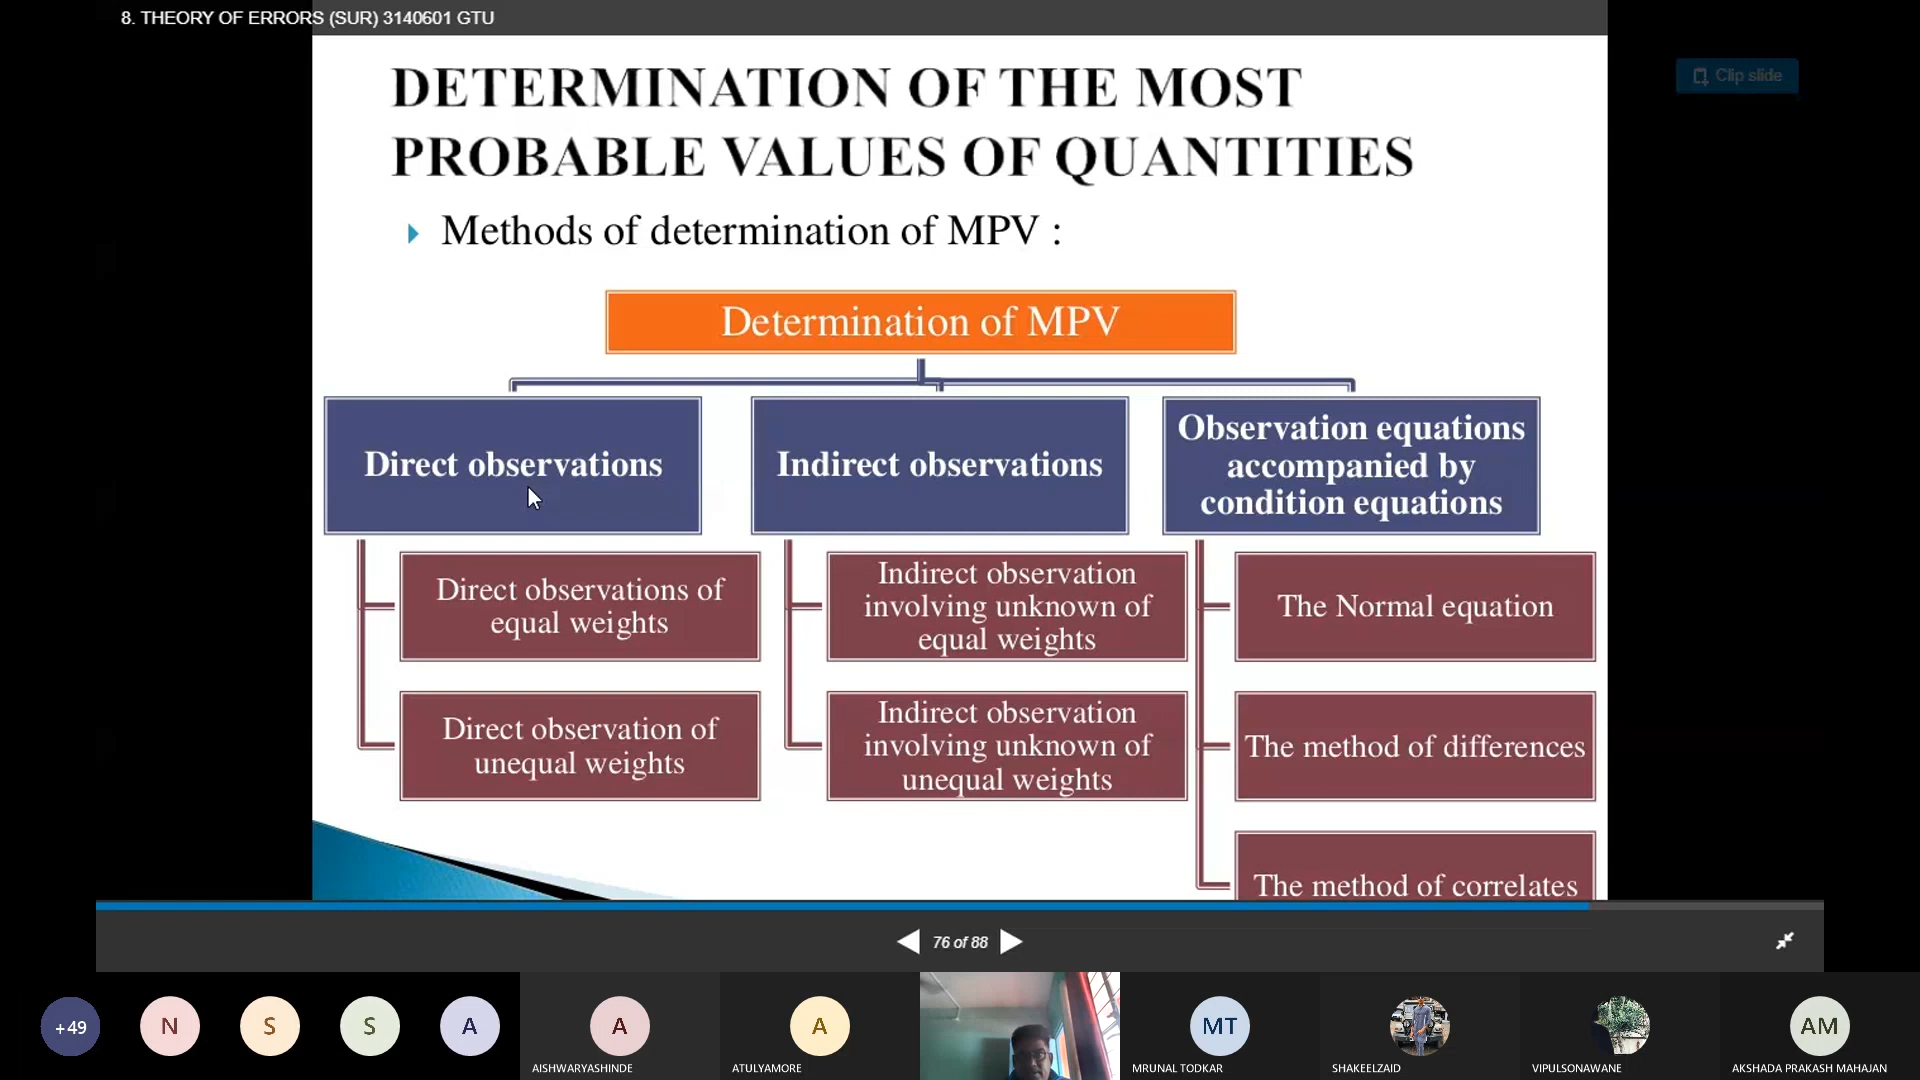 8. THEORY OF ERRORS (SUR) 3140601 GTU
Clip slide
DETERMINATION OF THE MOST
PROBABLE VALUES OF QUANTITIES
Methods of determination of MPV :
Determination of MPV
Direct observations
Indirect observations
Observation equations
accompanied by
condition equations
Direct observations of
equal weights
Direct observation of
unequal weights
Indirect observation
involving unknown of
equal weights
Indirect observation
involving unknown of
unequal weights
The Normal equation
The method of differences
The method of correlates
76 of 88
+49
N
S
S
A
A
AISHWARYASHINDE
A
ATULYAMORE
MT
MRUNAL TODKAR
SHAKEELZAID
VIPULSONAWANE
AM
AKSHADA PRAKASH MAHAJAN